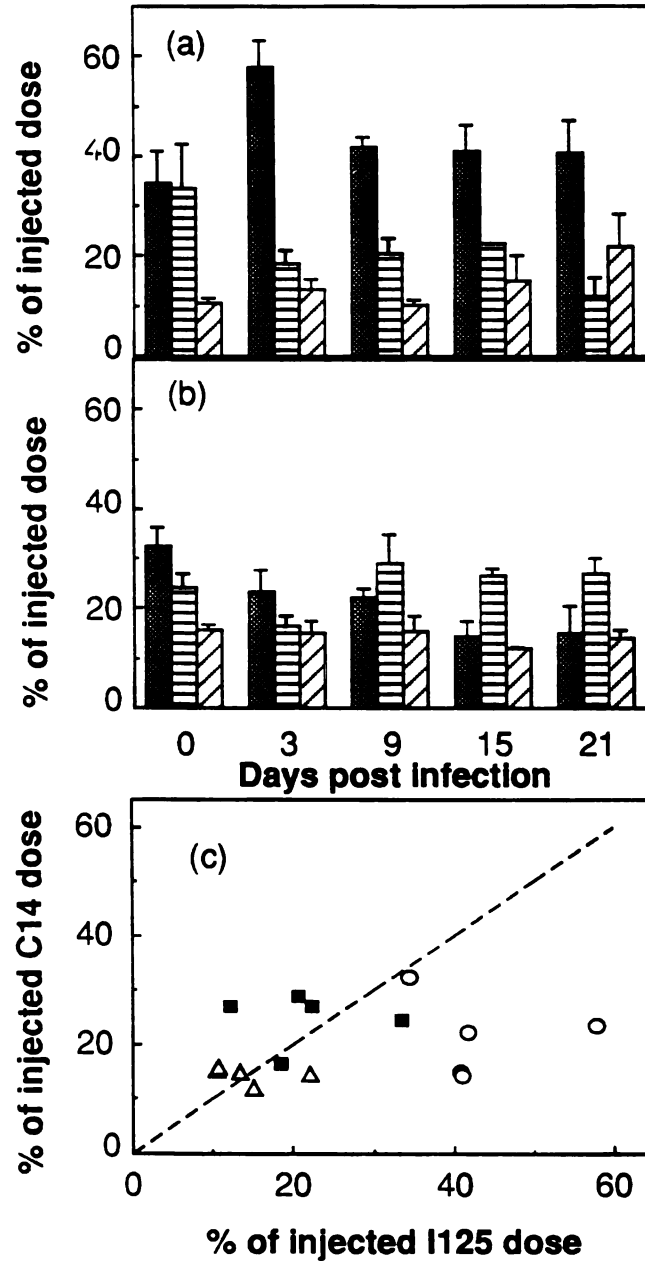 (a)
% of injected dose
60
40
20
0
(b)
% of injected dose
60
40
20
0
0 3 9 15 21
Days post infection
(c)
% of injected C14 dose
60
40
20
0
0 20 40 60
% of injected I125 dose